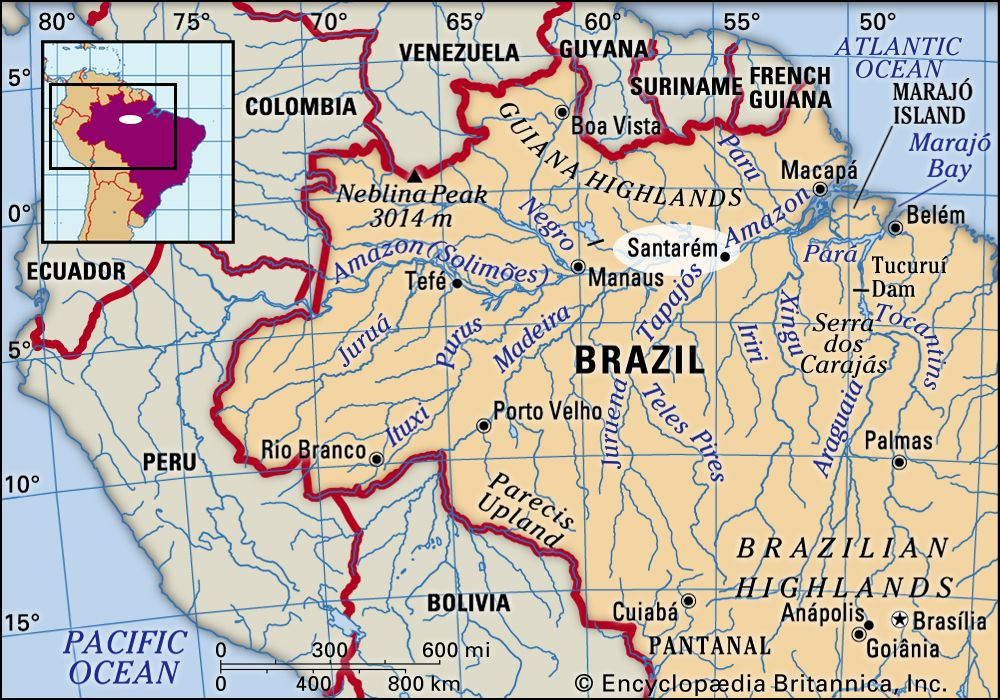 80°
75°
70°
65°
60°
55°
50°
ATLANTIC
OCEAN
VENEZUELA
GUYANA
SURINAME
FRENCH
GUIANA
MARAJÓ
ISLAND
5°
COLOMBIA
GUIANA HIGHLANDS
Boa Vista
Paru
Marajó
Bay
Macapá
Neblina Peak
3014 m
0°
Negro
Amazon
Belém
ECUADOR
Amazon (Solimões)
Santarém
Pará
Tefé
Manaus
Tucuruí
Dam
Tapajós
Xingu
Tocantins
Juruá
Purus
Madeira
Iriri
Serra
dos
Carajás
5°
BRAZIL
Juruena
Teles Pires
Araguaia
Ituxi
Porto Velho
Rio Branco
Palmas
PERU
10°
Parecis
Upland
BRAZILIAN
HIGHLANDS
BOLIVIA
Cuiabá
Anápolis
Brasília
Goiânia
15°
PACIFIC
OCEAN
PANTANAL
0 300 600 mi
0 400 800 km
© Encyclopædia Britannica, Inc.